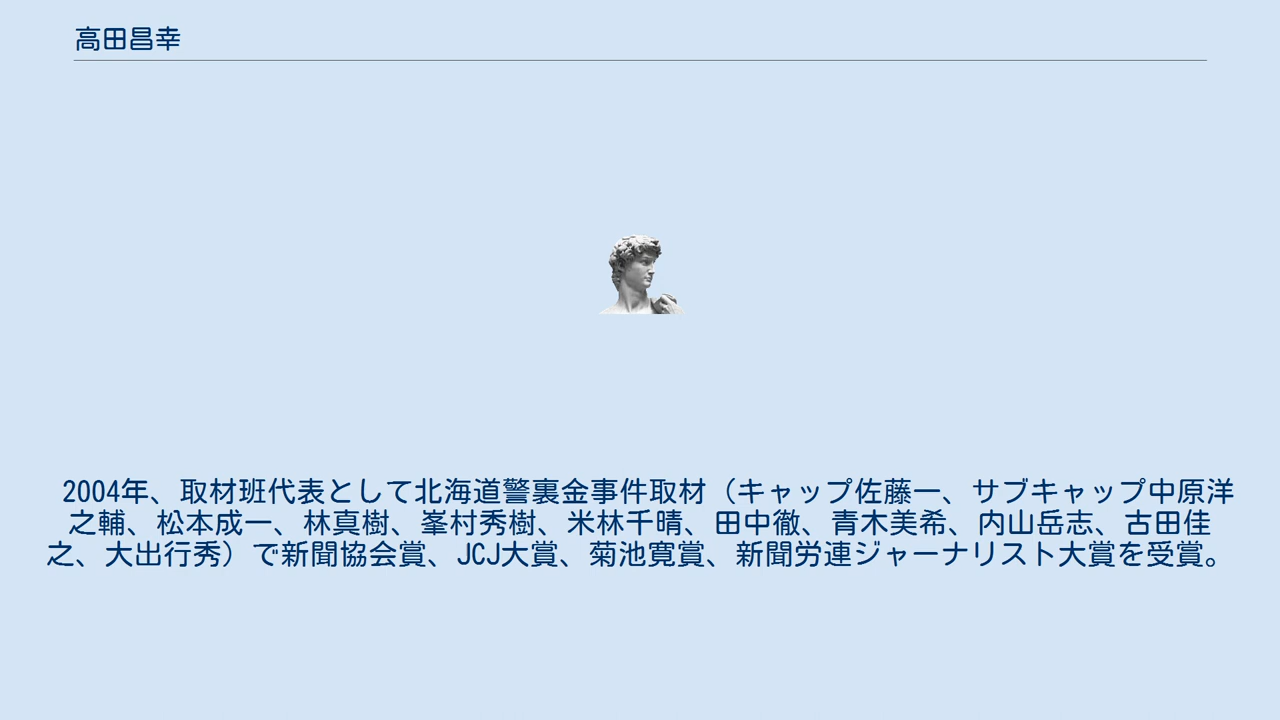 高田昌幸
2004年、取材班代表として北海道警裏金事件取材（キャップ佐藤一、サブキャップ中原洋
之輔、松本成一、林真樹、峯村秀樹、米林千晴、田中徹、青木美希、内山岳志、古田佳
之、大出行秀）で新聞協会賞、JCJ大賞、菊池寛賞、新聞労連ジャーナリスト大賞を受賞。